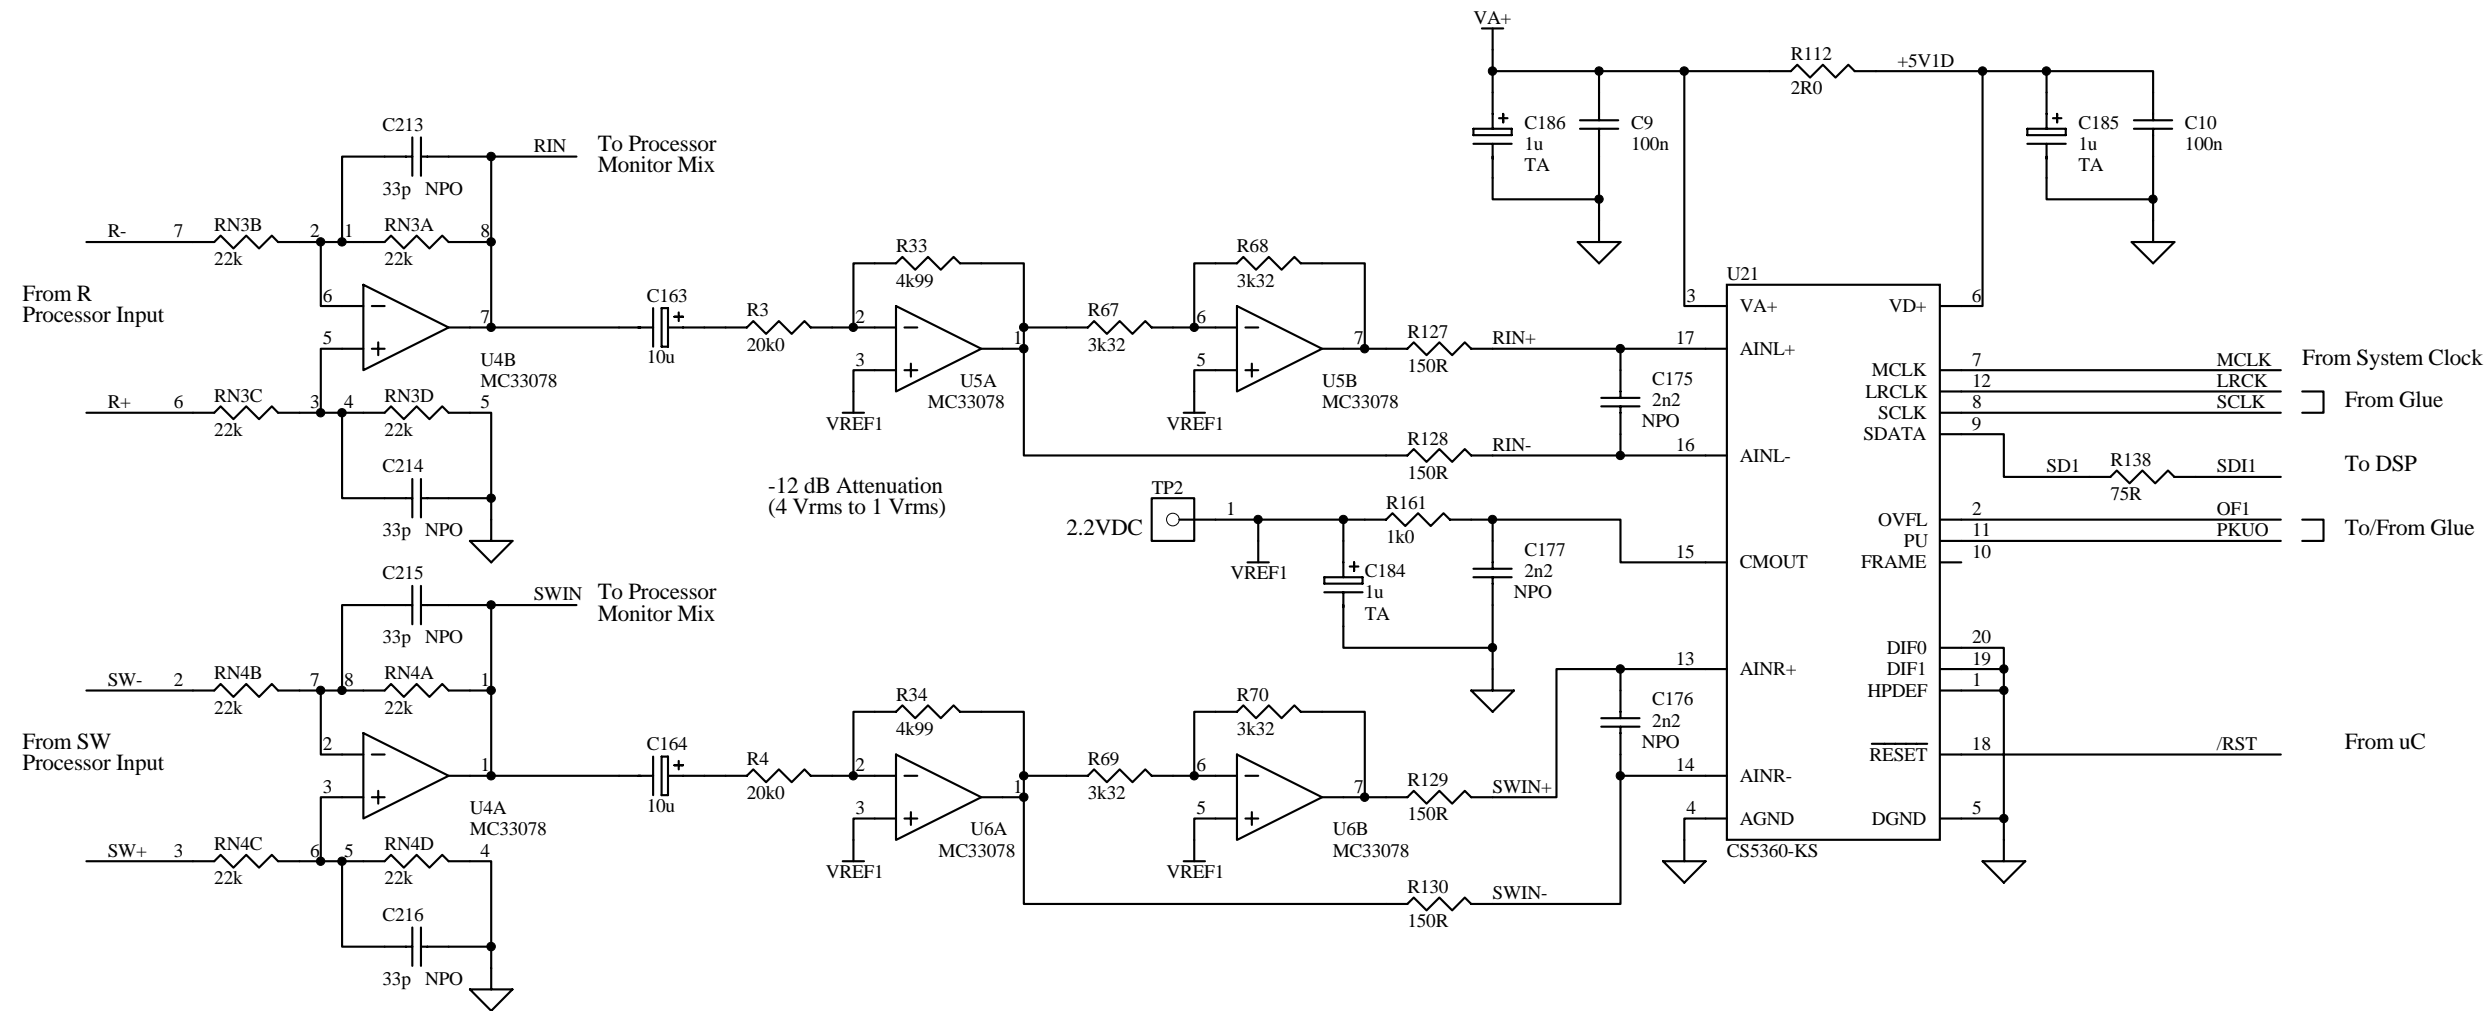 VA+
R112
2R0
+5V1D
C186
1u
TA
+
C9
100n
C185
1u
TA
+
C10
100n
C213
33p NPO
RIN
To Processor
Monitor Mix
R-
7
RN3B
22k
2
1
RN3A
22k
8
From R
Processor Input
6
5
7
U4B
MC33078
R+
6
RN3C
22k
3
4
RN3D
22k
5
C214
33p NPO
C163
+
10u
R3
20k0
R33
4k99
2
3
1
U5A
MC33078
VREF1
R67
3k32
R68
3k32
6
5
7
U5B
MC33078
VREF1
R127
150R
RIN+
C175
2n2
NPO
R128
150R
RIN-
-12 dB Attenuation
(4 Vrms to 1 Vrms)
TP2
2.2VDC
1
VREF1
R161
1k0
+
C184
1u
TA
C177
2n2
NPO
U21
3
VA+
VD+
6
17
AINL+
16
AINL-
15
CMOUT
13
AINR+
14
AINR-
4
AGND
MCLK
7
MCLK
From System Clock
LRCLK
12
LRCK
SCLK
8
SCLK
From Glue
SDATA
9
SD1
R138
75R
SDI1
To DSP
OVFL
2
OF1
PU
11
PKUO
To/From Glue
FRAME
10
DIF0
20
DIF1
19
HPDEF
1
RESET
18
/RST
From uC
DGND
5
CS5360-KS
C215
33p NPO
SWIN
To Processor
Monitor Mix
SW-
2
RN4B
22k
7
8
RN4A
22k
1
From SW
Processor Input
2
3
1
U4A
MC33078
SW+
3
RN4C
22k
6
5
RN4D
22k
4
C216
33p NPO
C164
+
10u
R4
20k0
R34
4k99
2
3
1
U6A
MC33078
VREF1
R69
3k32
R70
3k32
6
5
7
U6B
MC33078
VREF1
R129
150R
SWIN+
C176
2n2
NPO
R130
150R
SWIN-